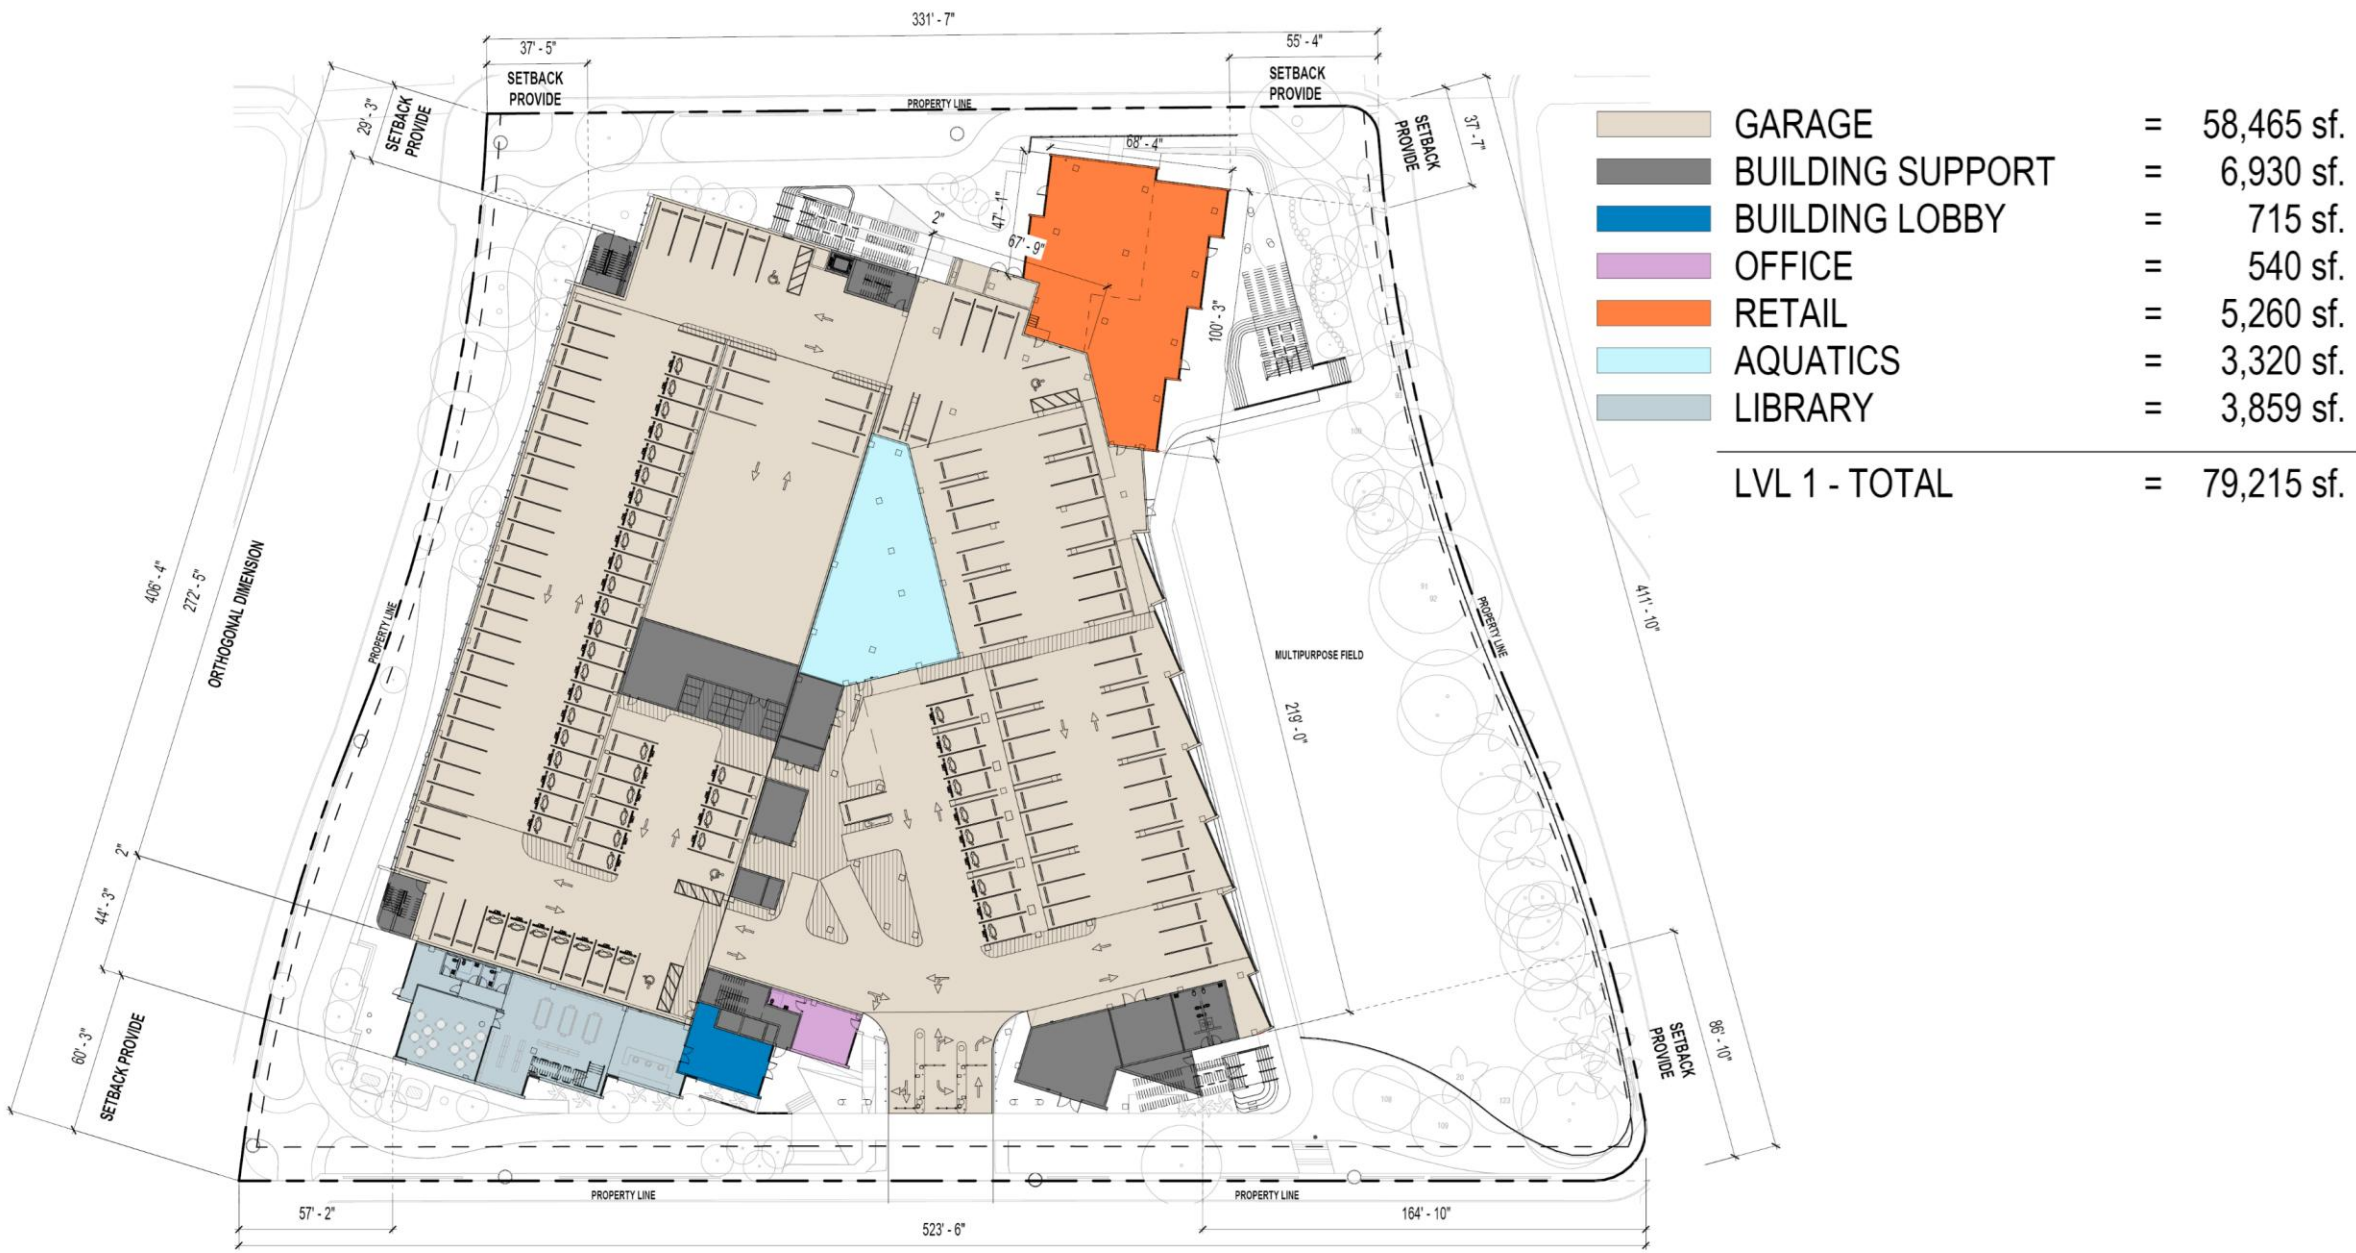 331' - 7"
37' - 5"
55' - 4"
SETBACK
PROVIDE
SETBACK
PROVIDE
PROPERTY LINE
29' - 3"
SETBACK
PROVIDE
SETBACK
PROVIDE
37' - 7"
68' - 4"
47' - 1"
2"
67' - 9"
100' - 3"
GARAGE = 58,465 sf.
BUILDING SUPPORT = 6,930 sf.
BUILDING LOBBY = 715 sf.
OFFICE = 540 sf.
RETAIL = 5,260 sf.
AQUATICS = 3,320 sf.
LIBRARY = 3,859 sf.
LVL 1 - TOTAL = 79,215 sf.
406' - 4"
272' - 5"
ORTHOGONAL DIMENSION
PROPERTY LINE
MULTIPURPOSE FIELD
219' - 0"
PROPERTY LINE
411' - 10"
2"
44' - 3"
60' - 3"
SETBACK PROVIDE
SETBACK
PROVIDE
86' - 10"
PROPERTY LINE
PROPERTY LINE
57' - 2"
164' - 10"
523' - 6"